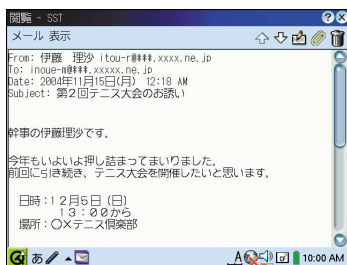 閲覧 - SST
メール 表示
From: 伊藤 理沙 itou-r@***.xxxx.ne.jp
To: inoue-m@***.xxxxx.ne.jp
Date: 2004年11月15日(月) 12:18 AM
Subject: 第２回テニス大会のお誘い
幹事の伊藤理沙です。
今年もいよいよ押し詰まってまいりました。
前回に引き続き、テニス大会を開催したいと思います。
日時：１２月５日（日）
１３：００から
場所：〇×テニス倶楽部
あ
A
10:00 AM